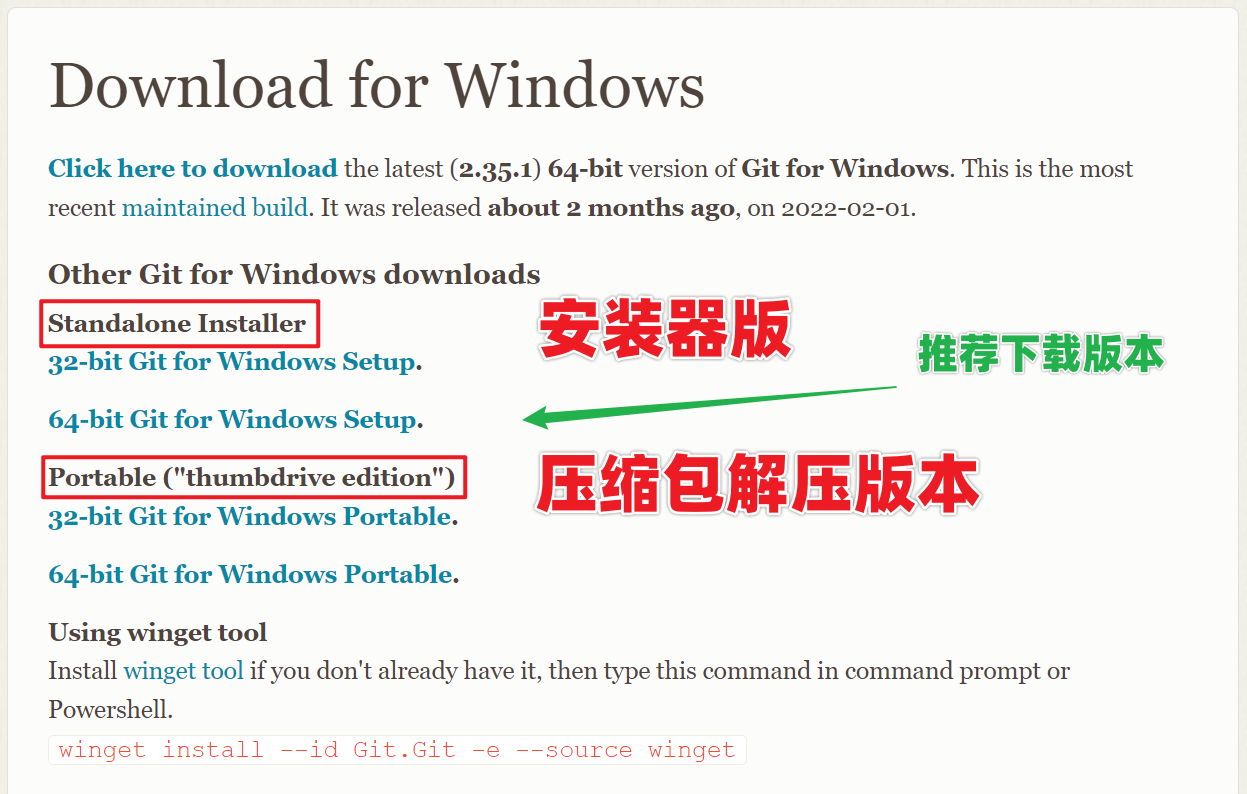 Download for Windows
Click here to download the latest (2.35.1) 64-bit version of Git for Windows. This is the most
recent maintained build. It was released about 2 months ago, on 2022-02-01.
Other Git for Windows downloads
Standalone Installer
安装器版
32-bit Git for Windows Setup.
推荐下载版本
64-bit Git for Windows Setup.
Portable ("thumbdrive edition")
压缩包解压版本
32-bit Git for Windows Portable.
64-bit Git for Windows Portable.
Using winget tool
Install winget tool if you don't already have it, then type this command in command prompt or
Powershell.
winget install --id Git.Git -e --source winget